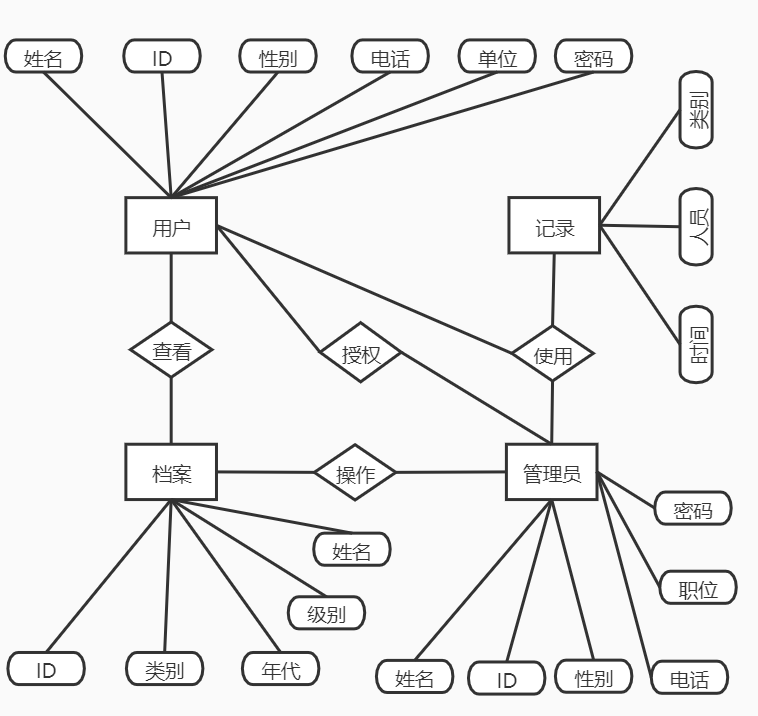 姓名
ID
性别
电话
单位
密码
类别
用户
记录
人员
查看
授权
使用
时间
档案
操作
管理员
密码
姓名
职位
级别
ID
类别
年代
姓名
ID
性别
电话